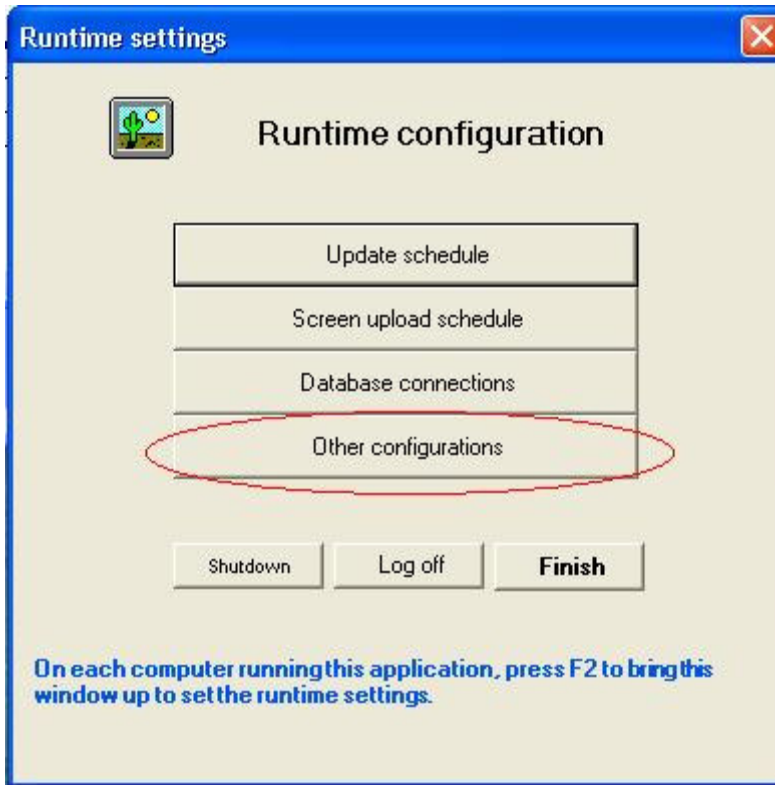 Runtime settings
Runtime configuration
Update schedule
Screen upload schedule
Database connections
Other configurations
Shutdown Log off Finish
On each computer running this application, press F2 to bring this
window up to set the runtime settings.